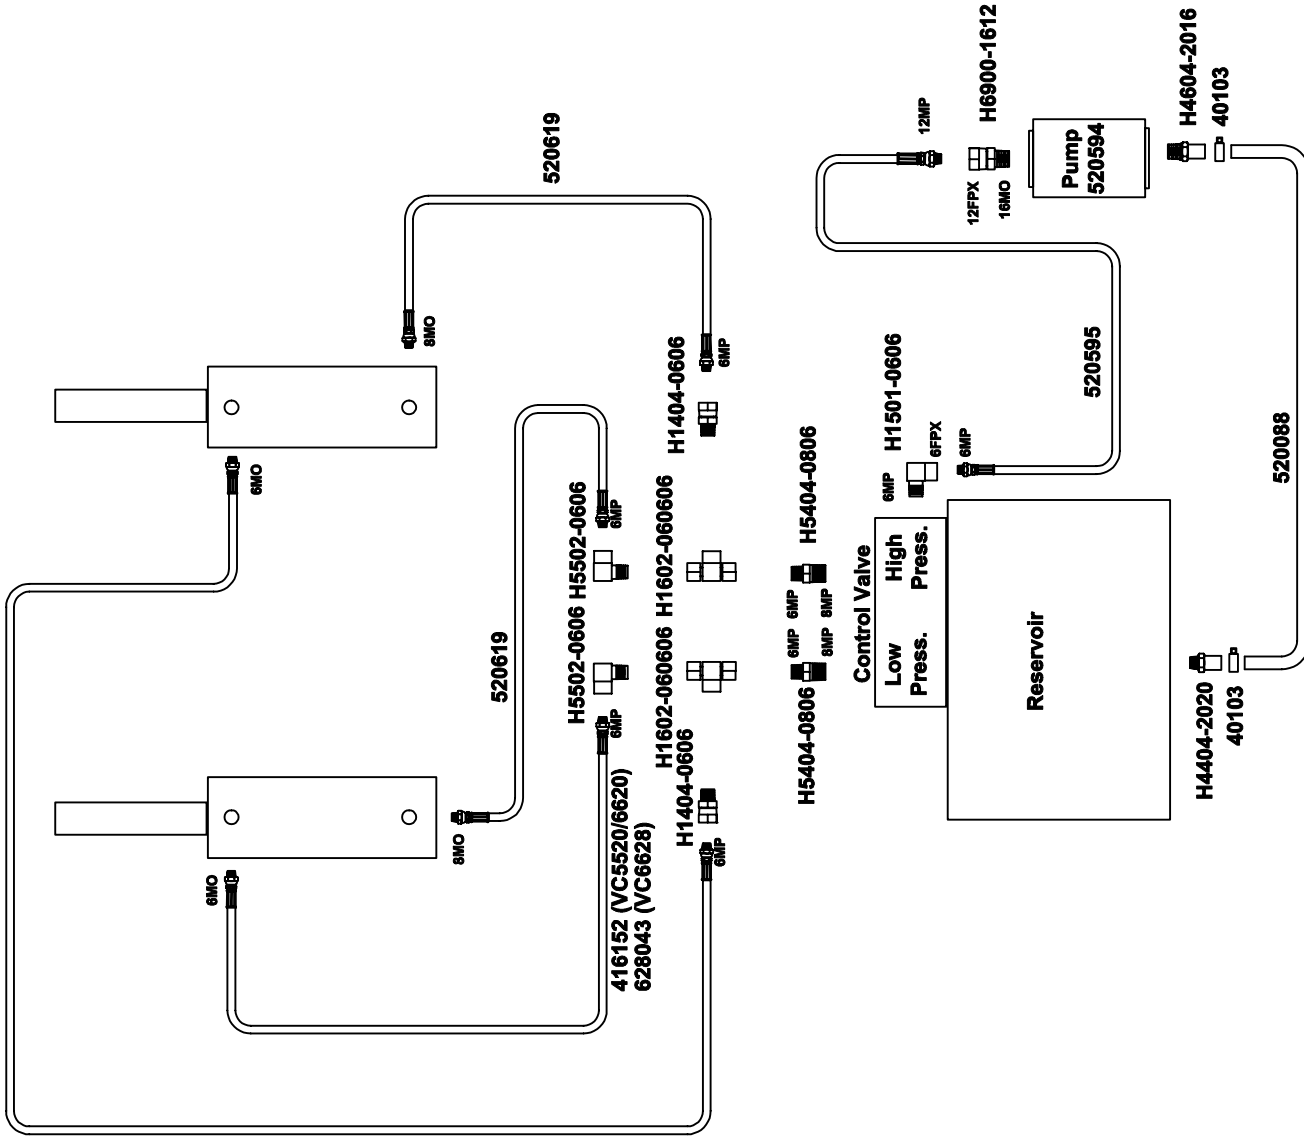 520619
8MO
6MP
H1404-0606
6MO
520619
6MP
H5502-0606
H5502-0606
6MP
8MO
6MO
416152 (VC5520/6620)
628043 (VC6628)
H1602-060606
H1602-060606
H1404-0606
6MP
H5404-0806
6MP
8MP
6MP
8MP
H5404-0806
Control Valve
Low
Press.
High
Press.
Reservoir
H1501-0606
6MP
6FPX
6MP
520595
12MP
H6900-1612
12FPX
16MO
Pump
520594
H4604-2016
40103
520088
H4404-2020
40103